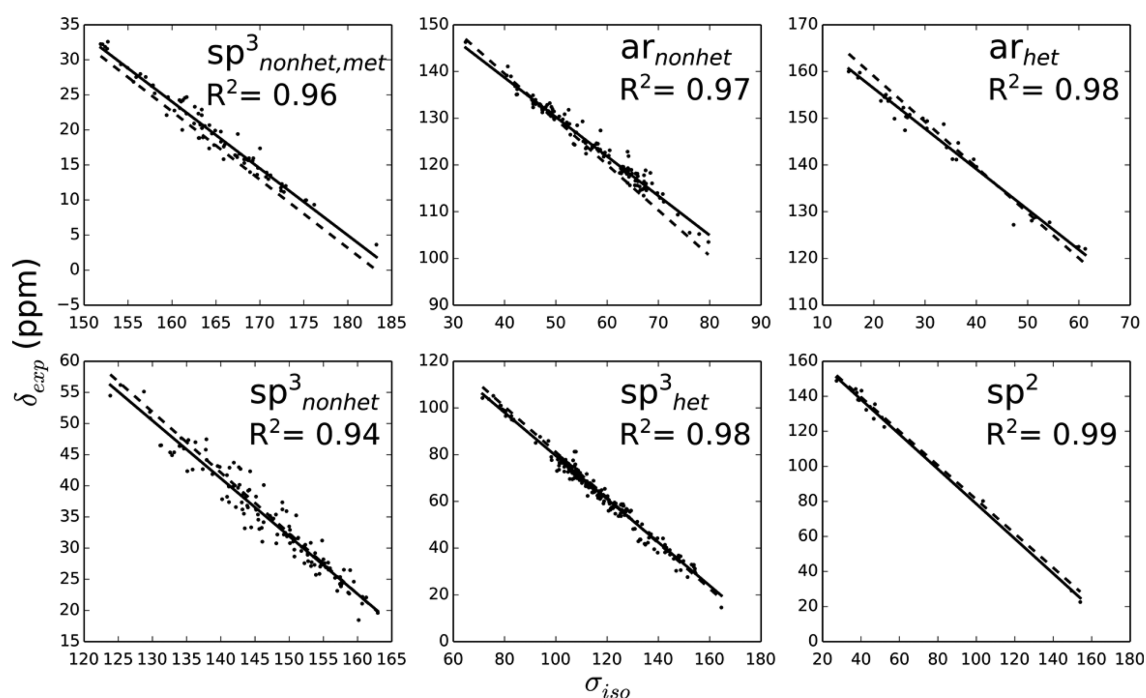 35
30
25
20
15
10
5
0
−5
150 155 160 165 170 175 180 185
sp³nonhet,met
R²= 0.96
150
140
130
120
110
100
90
30 40 50 60 70 80 90
ar nonhet
R²= 0.97
170
160
150
140
130
120
110
10 20 30 40 50 60 70
ar het
R²= 0.98
δexp (ppm)
60
55
50
45
40
35
30
25
20
15
120 125 130 135 140 145 150 155 160 165
sp³nonhet
R²= 0.94
120
100
80
60
40
20
0
60 80 100 120 140 160 180
sp³het
R²= 0.98
160
140
120
100
80
60
40
20
0
20 40 60 80 100 120 140 160 180
sp²
R²= 0.99
σiso